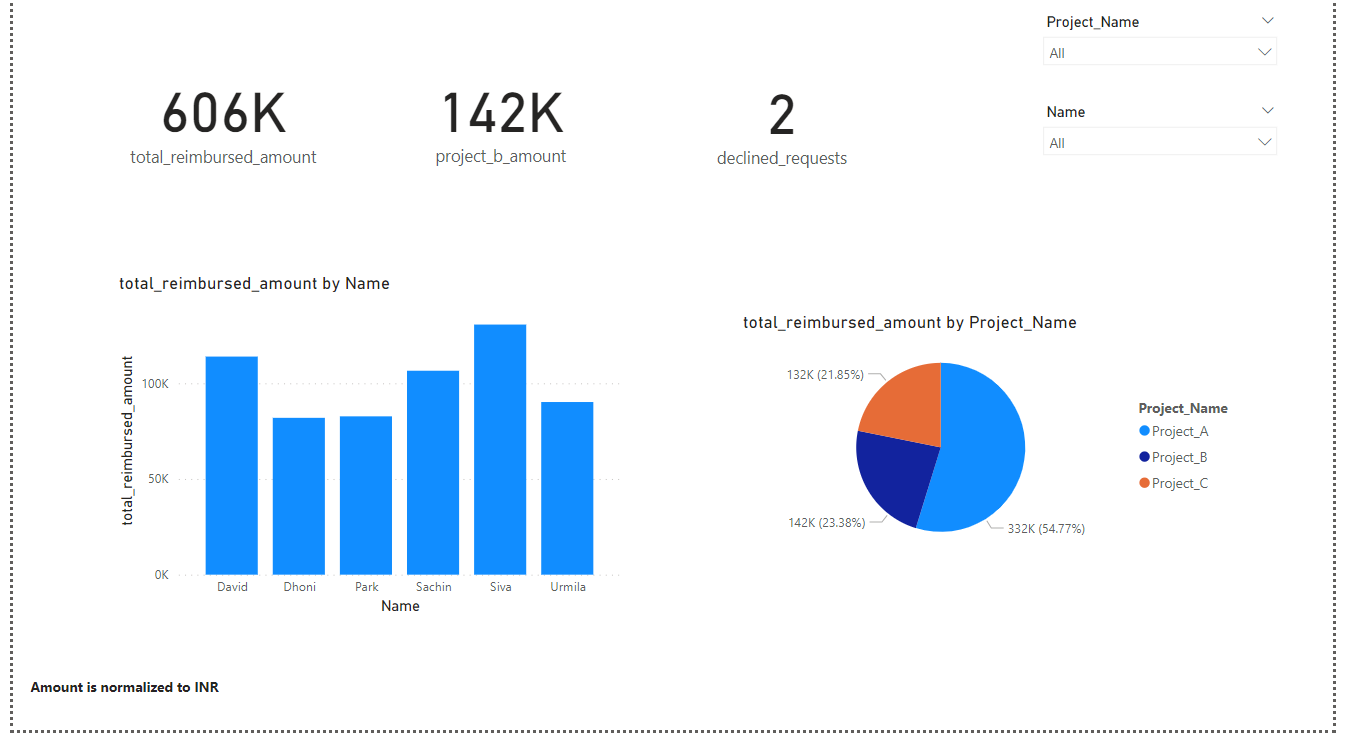 Project_Name
All
Name
All
606K
total_reimbursed_amount
142K
project_b_amount
2
declined_requests
total_reimbursed_amount by Name
total_reimbursed_amount
100K
50K
0K
David Dhoni Park Sachin Siva Urmila
Name
total_reimbursed_amount by Project_Name
132K (21.85%)
142K (23.38%)
332K (54.77%)
Project_Name
Project_A
Project_B
Project_C
Amount is normalized to INR